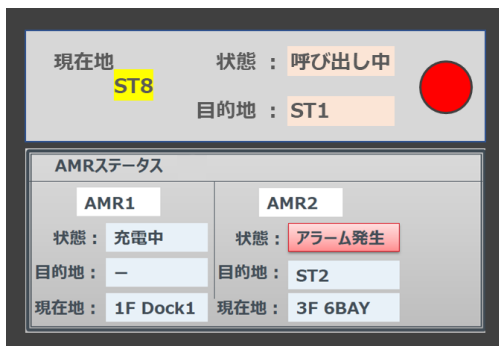 現在地 状態 : 呼び出し中
ST8
目的地 : ST1
AMRステータス
AMR1 AMR2
状態 : 充電中 状態 : アラーム発生
目的地 : － 目的地 : ST2
現在地 : 1F Dock1 現在地 : 3F 6BAY